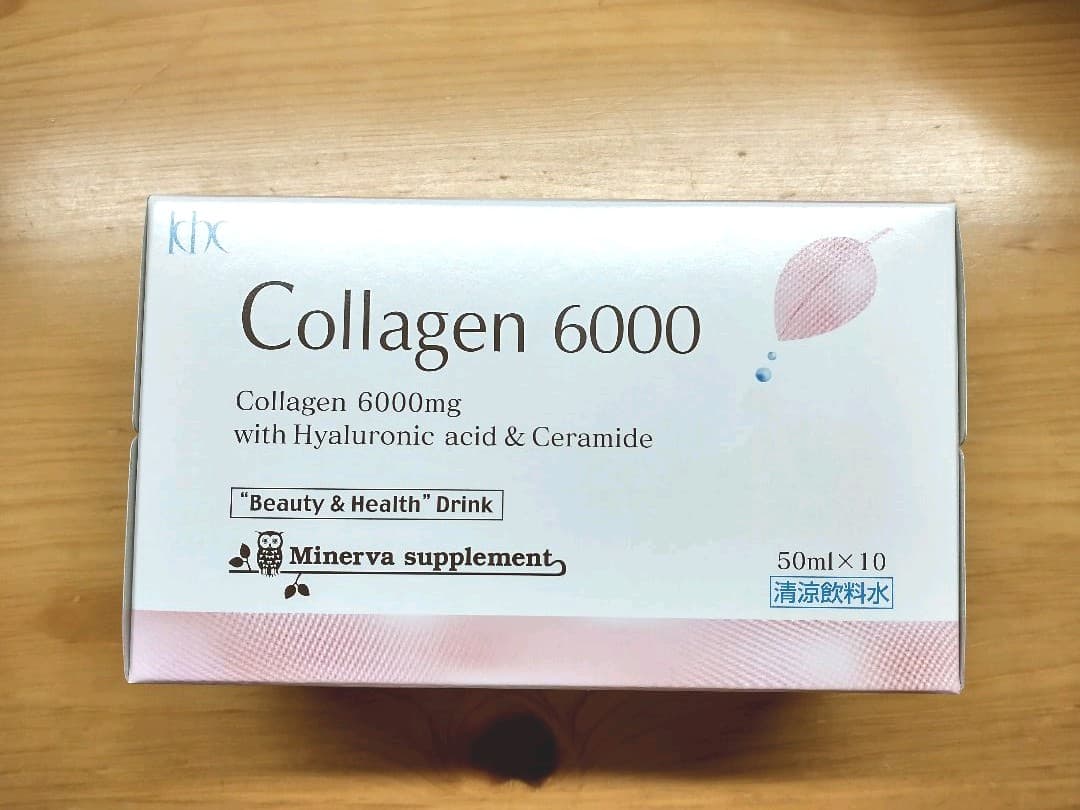 khc
Collagen 6000
Collagen 6000mg
with Hyaluronic acid & Ceramide
“Beauty & Health” Drink
Minerva supplement
50ml×10
清涼飲料水